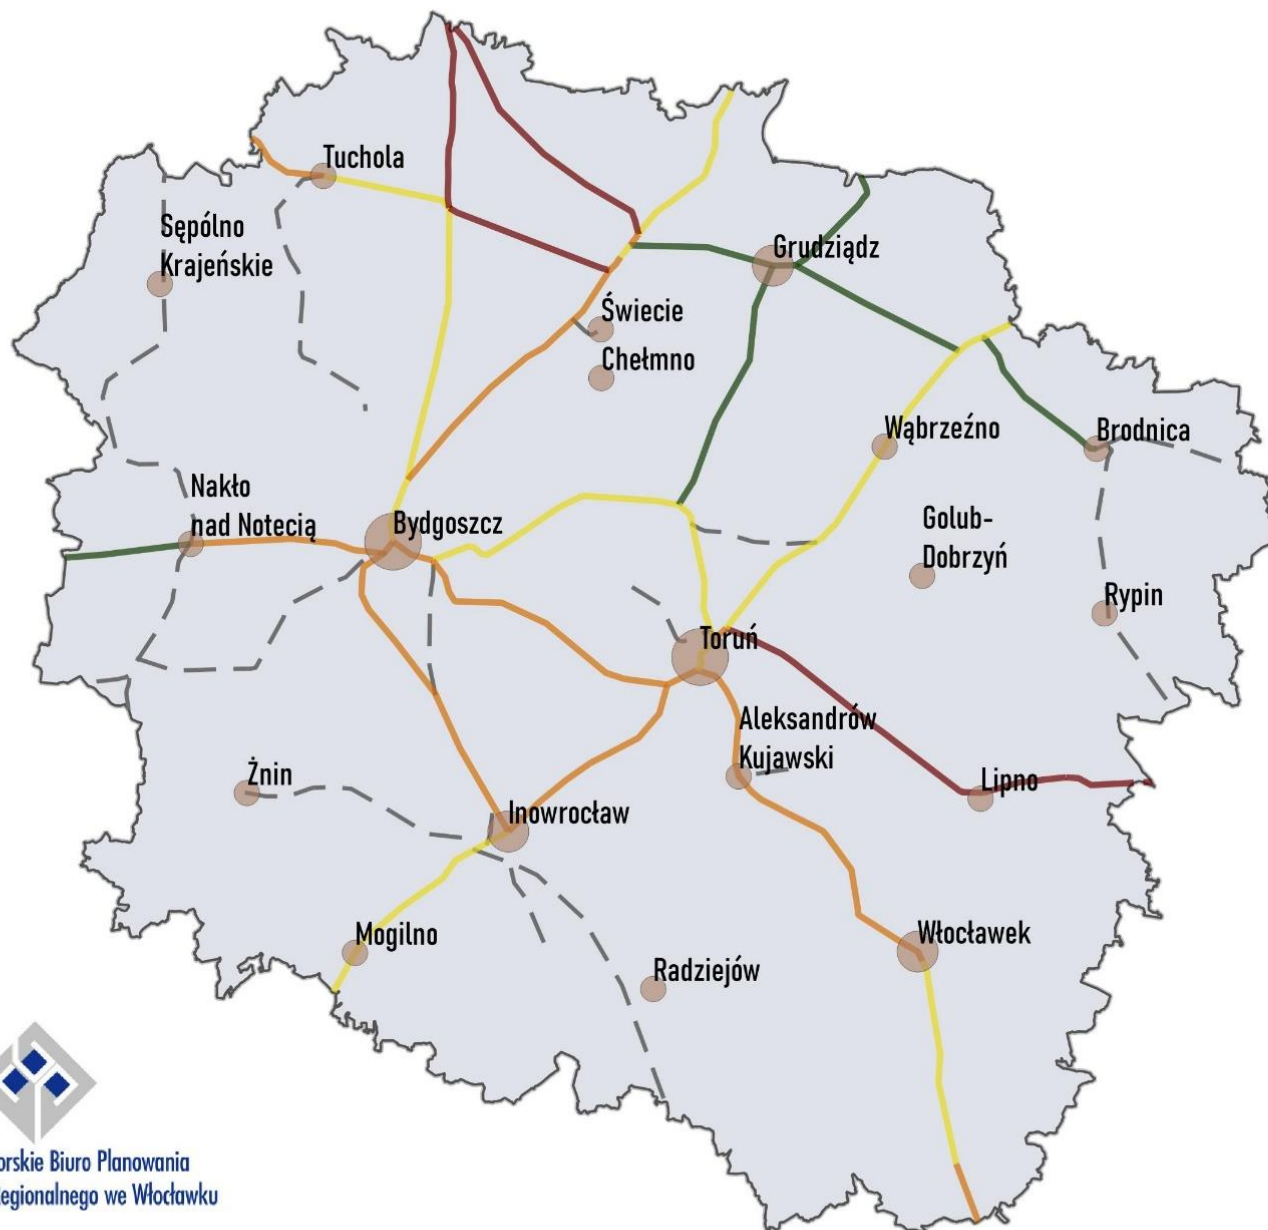 Tuchola
Sępólno
Krajeńskie
Grudziądz
Świecie
Chełmno
Wąbrzeźno
Brodnica
Nakło
nad Notecią
Bydgoszcz
Golub-
Dobrzyń
Rypin
Toruń
Aleksandrów
Kujawski
Żnin
Lipno
Inowrocław
Mogilno
Włocławek
Radziejów
orskie Biuro Planowania
Regionalnego we Włocławku